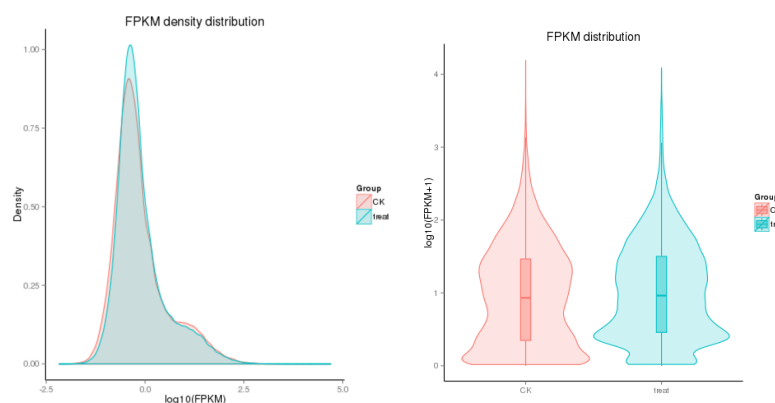 FPKM density distribution
1.00
0.75
0.50
0.25
0.00
Density
-2.5
0.0
2.5
5.0
log10(FPKM)
Group
CK
treat
FPKM distribution
4
3
2
1
0
log10(FPKM+1)
CK
treat
Grou
C
tr